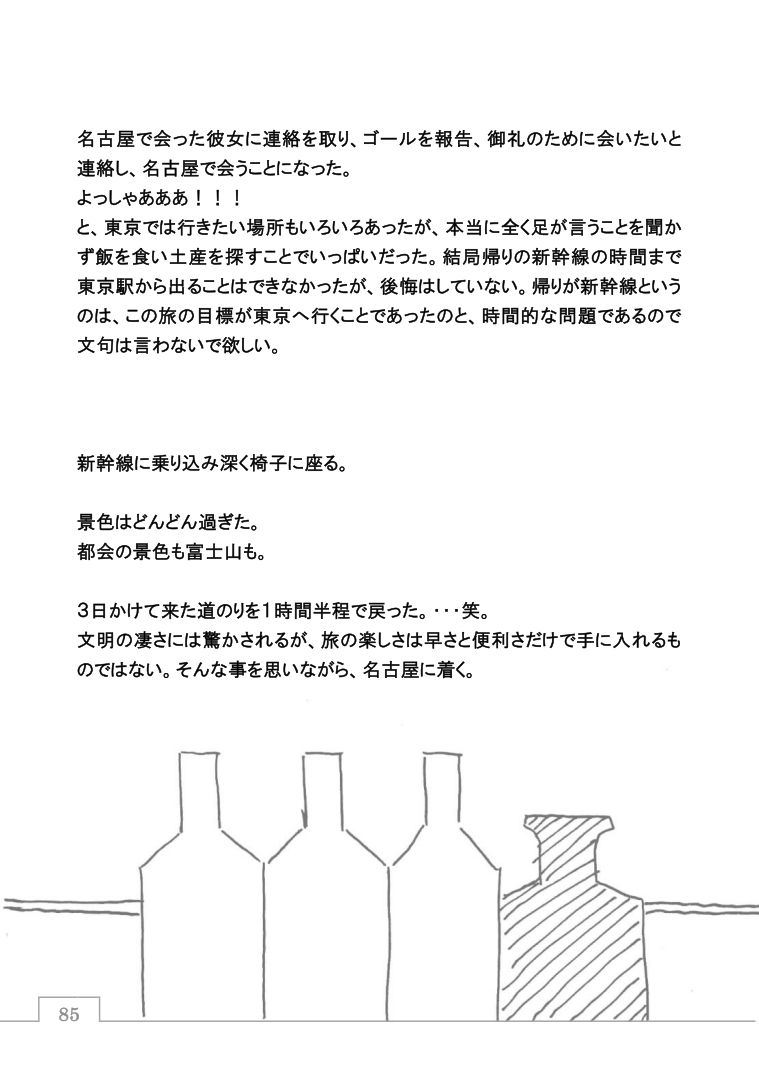 名古屋で会った彼女に連絡を取り、ゴールを報告、御礼のために会いたいと
連絡し、名古屋で会うことになった。
よっしゃあああ！！！
と、東京では行きたい場所もいろいろあったが、本当に全く足が言うことを聞か
ず飯を食い土産を探すことでいっぱいだった。結局帰りの新幹線の時間まで
東京駅から出ることはできなかったが、後悔はしていない。帰りが新幹線という
のは、この旅の目標が東京へ行くことであったのと、時間的な問題であるので
文句は言わないで欲しい。
新幹線に乗り込み深く椅子に座る。
景色はどんどん過ぎた。
都会の景色も富士山も。
３日かけて来た道のりを１時間半程で戻った。・・・笑。
文明の凄さには驚かされるが、旅の楽しさは早さと便利さだけで手に入れるも
のではない。そんな事を思いながら、名古屋に着く。
85